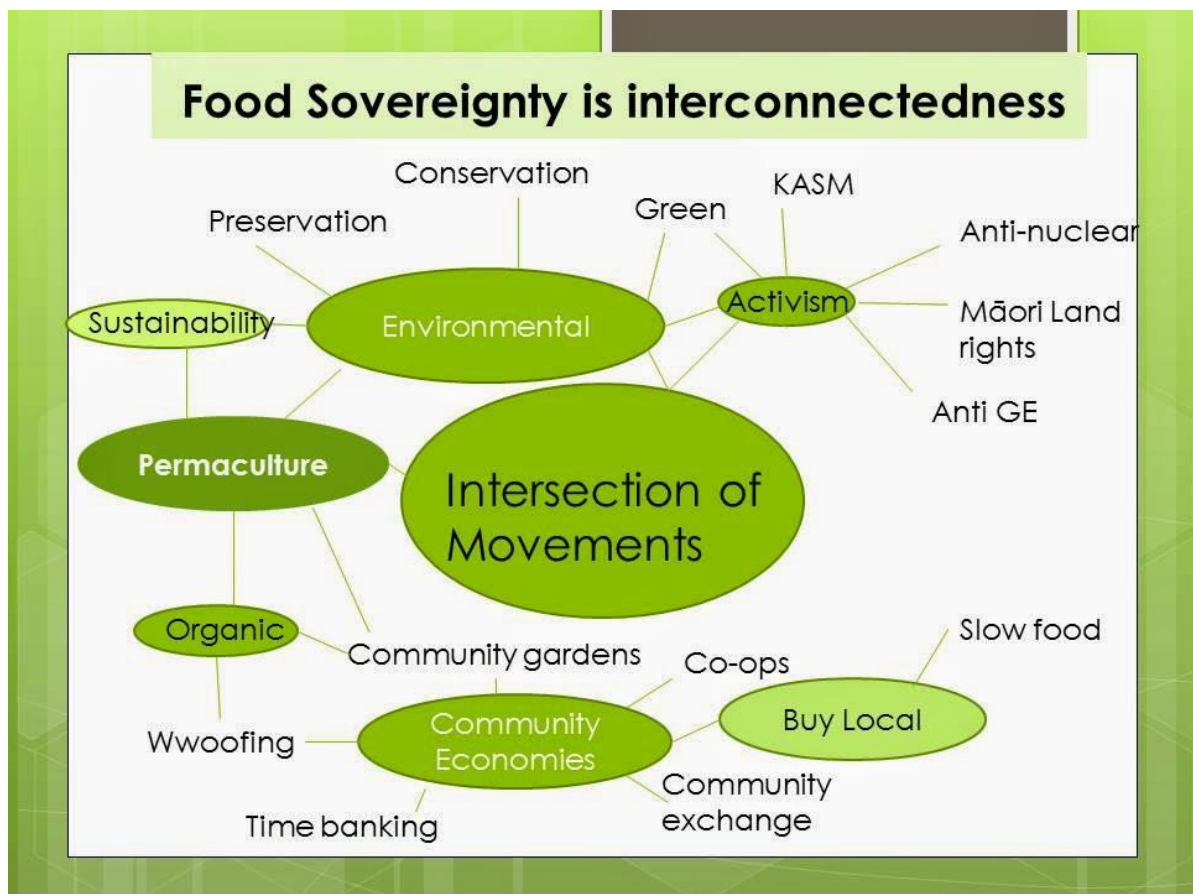 Food Sovereignty is interconnectedness
Conservation
KASM
Preservation
Green
Anti-nuclear
Sustainability
Environmental
Activism
Māori Land
rights
Anti GE
Permaculture
Intersection of
Movements
Organic
Community gardens
Slow food
Co-ops
Wwoofing
Community
Economies
Buy Local
Time banking
Community
exchange